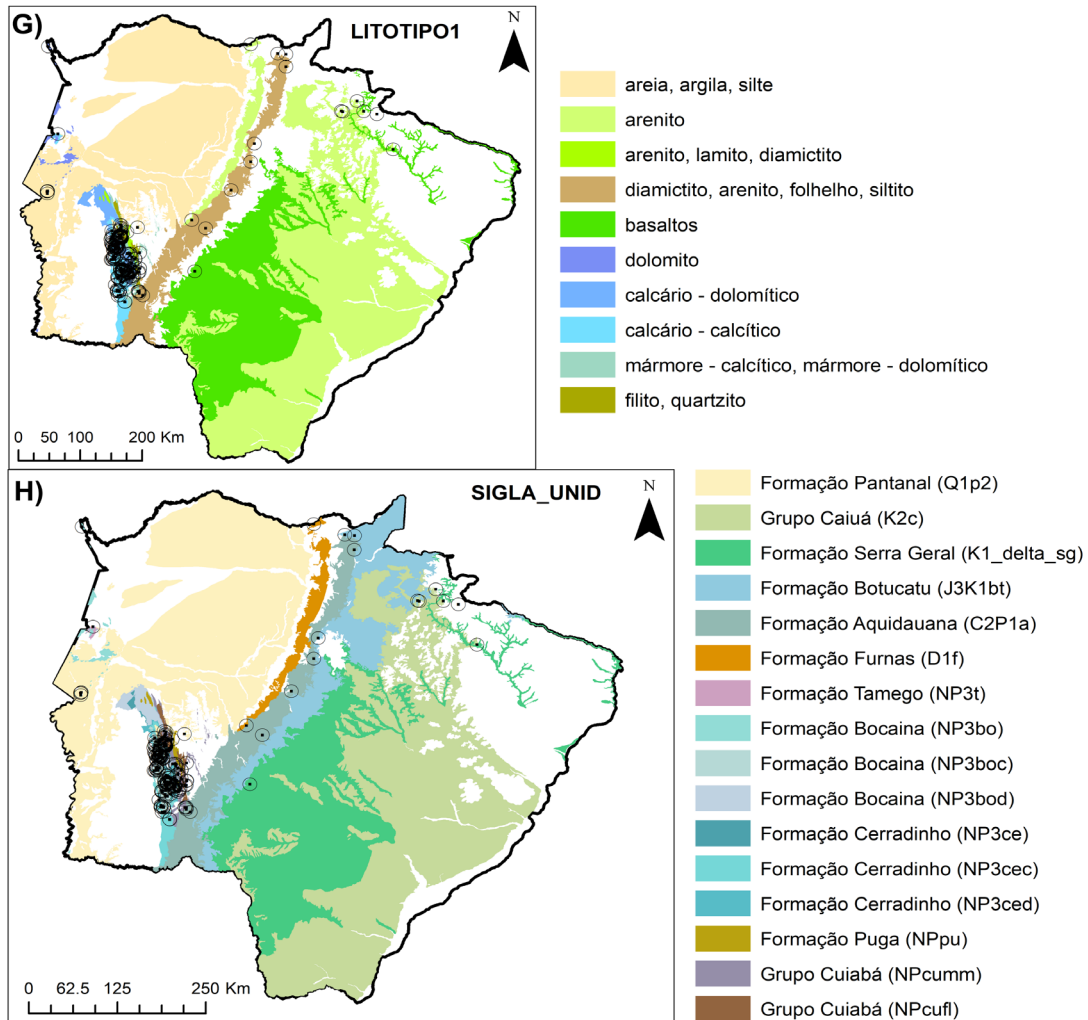 G)
LITOTIPO1
N
areia, argila, silte
arenito
arenito, lamito, diamictito
diamictito, arenito, folhelho, siltito
basaltos
dolomito
calcário - dolomítico
calcário - calcítico
mármore - calcítico, mármore - dolomítico
filito, quartzito
0 50 100 200 Km
H)
SIGLA_UNID
N
Formação Pantanal (Q1p2)
Grupo Caiuá (K2c)
Formação Serra Geral (K1_delta_sg)
Formação Botucatu (J3K1bt)
Formação Aquidauana (C2P1a)
Formação Furnas (D1f)
Formação Tamego (NP3t)
Formação Bocaina (NP3bo)
Formação Bocaina (NP3boc)
Formação Bocaina (NP3bod)
Formação Cerradinho (NP3ce)
Formação Cerradinho (NP3cec)
Formação Cerradinho (NP3ced)
Formação Puga (NPpu)
Grupo Cuiabá (NPcumm)
Grupo Cuiabá (NPcufl)
0 62.5 125 250 Km